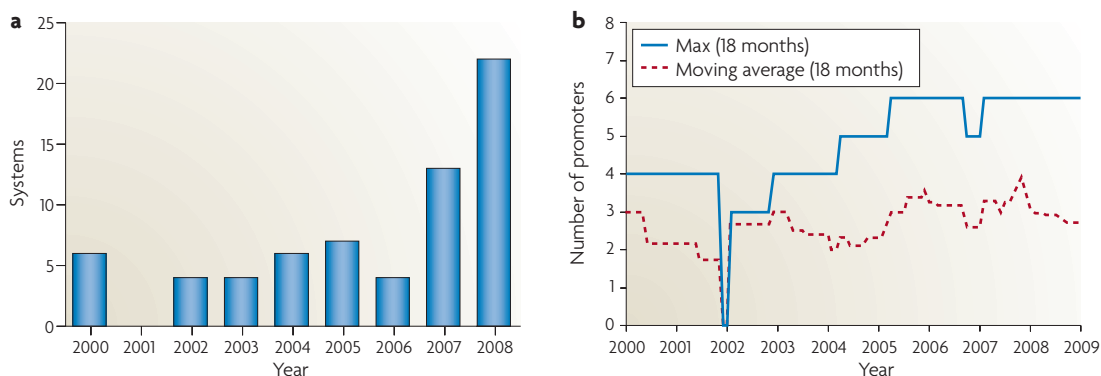 a
25
20
15
10
5
0
Systems
2000 2001 2002 2003 2004 2005 2006 2007 2008
Year
b
8
7
6
5
4
3
2
1
0
Number of promoters
Max (18 months)
Moving average (18 months)
2000 2001 2002 2003 2004 2005 2006 2007 2008 2009
Year